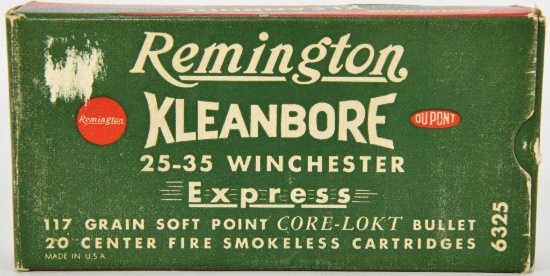 Remington
Remington
KLEANBORE
DU PONT
25-35 WINCHESTER
Express
117 GRAIN SOFT POINT CORE-LOKT BULLET
20 CENTER FIRE SMOKELESS CARTRIDGES
MADE IN U.S.A.
6325